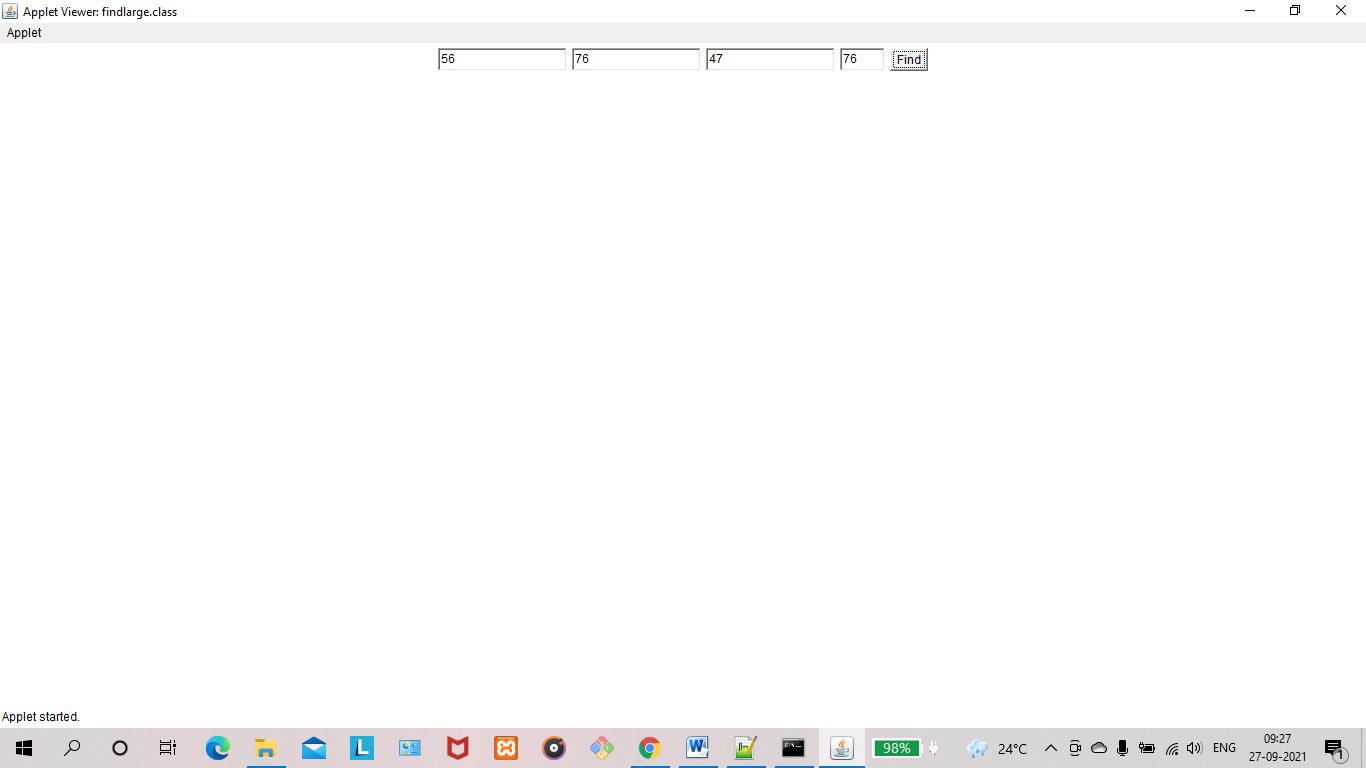 Applet Viewer: findlarge.class
Applet
56 76 47 76 Find
Applet started.
98% 24°C ENG 09:27
27-09-2021 1